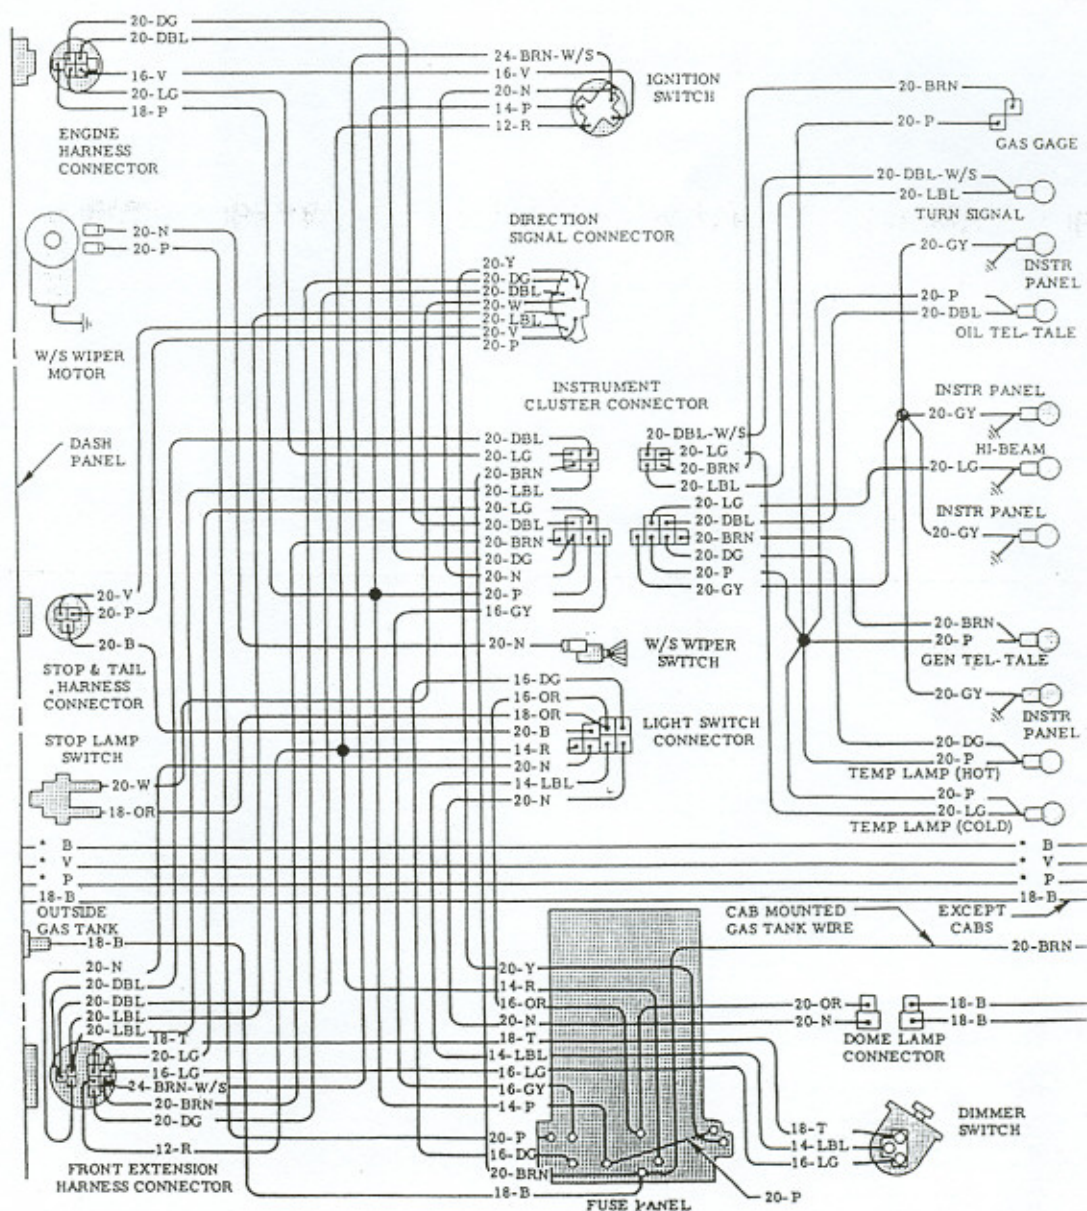 20-DG
20-DBL
16-V
20-LG
18-P
ENGINE
HARNESS
CONNECTOR
24-BRN-W/S
16-V
20-N
14-P
12-R
IGNITION
SWITCH
20-BRN
20-P
GAS GAGE
20-DBL-W/S
20-LBL
TURN SIGNAL
20-GY
INSTR
PANEL
20-P
20-DBL
OIL TEL-TALE
20-N
20-P
W/S WIPER
MOTOR
DIRECTION
SIGNAL CONNECTOR
20-Y
20-DG
20-DBL
20-W
20-LBL
20-V
20-P
DASH
PANEL
INSTRUMENT
CLUSTER CONNECTOR
20-DBL
20-LG
20-BRN
20-LBL
20-LG
20-DBL
20-BRN
20-DG
20-N
20-P
16-GY
20-DBL-W/S
20-LG
20-BRN
20-LBL
20-LG
20-DBL
20-BRN
20-DG
20-P
20-GY
INSTR PANEL
20-GY
HI-BEAM
20-LG
INSTR PANEL
20-GY
20-BRN
20-P
GEN TEL-TALE
20-GY
INSTR
PANEL
20-DG
20-P
TEMP LAMP (HOT)
20-P
20-LG
TEMP LAMP (COLD)
20-V
20-P
20-B
STOP & TAIL
HARNESS
CONNECTOR
20-N
W/S WIPER
SWITCH
16-DG
16-OR
18-OR
20-B
14-R
20-N
14-LBL
20-N
LIGHT SWITCH
CONNECTOR
STOP LAMP
SWITCH
20-W
18-OR
* B
* V
* P
18-B
* B
* V
* P
18-B
OUTSIDE
GAS TANK
18-B
CAB MOUNTED
GAS TANK WIRE
EXCEPT
CABS
20-BRN
20-N
20-DBL
20-DBL
20-LBL
20-LBL
18-T
20-LG
16-LG
24-BRN-W/S
20-BRN
20-DG
12-R
FRONT EXTENSION
HARNESS CONNECTOR
20-Y
14-R
16-OR
20-N
18-T
14-LBL
16-LG
16-GY
14-P
20-P
16-DG
20-BRN
18-B
FUSE PANEL
20-P
20-OR
20-N
18-B
18-B
DOME LAMP
CONNECTOR
18-T
14-LBL
16-LG
DIMMER
SWITCH